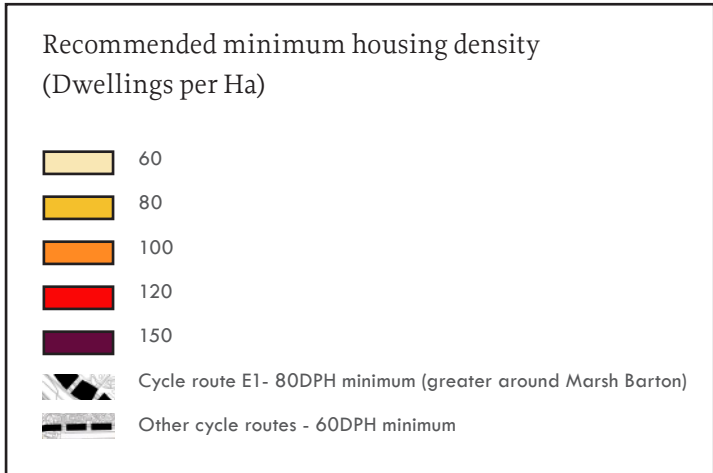 Recommended minimum housing density
(Dwellings per Ha)
60
80
100
120
150
Cycle route E1- 80DPH minimum (greater around Marsh Barton)
Other cycle routes - 60DPH minimum